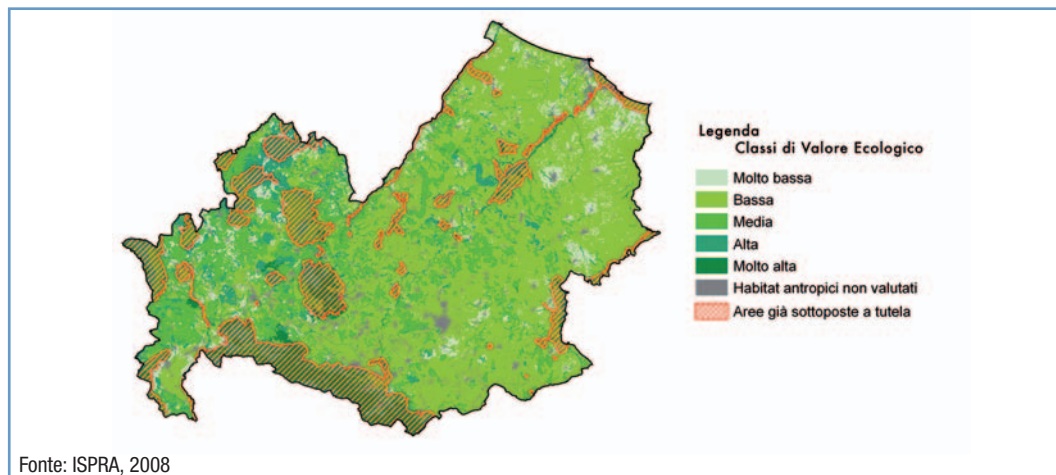 Legenda
Classi di Valore Ecologico
Molto bassa
Bassa
Media
Alta
Molto alta
Habitat antropici non valutati
Aree già sottoposte a tutela
Fonte: ISPRA, 2008